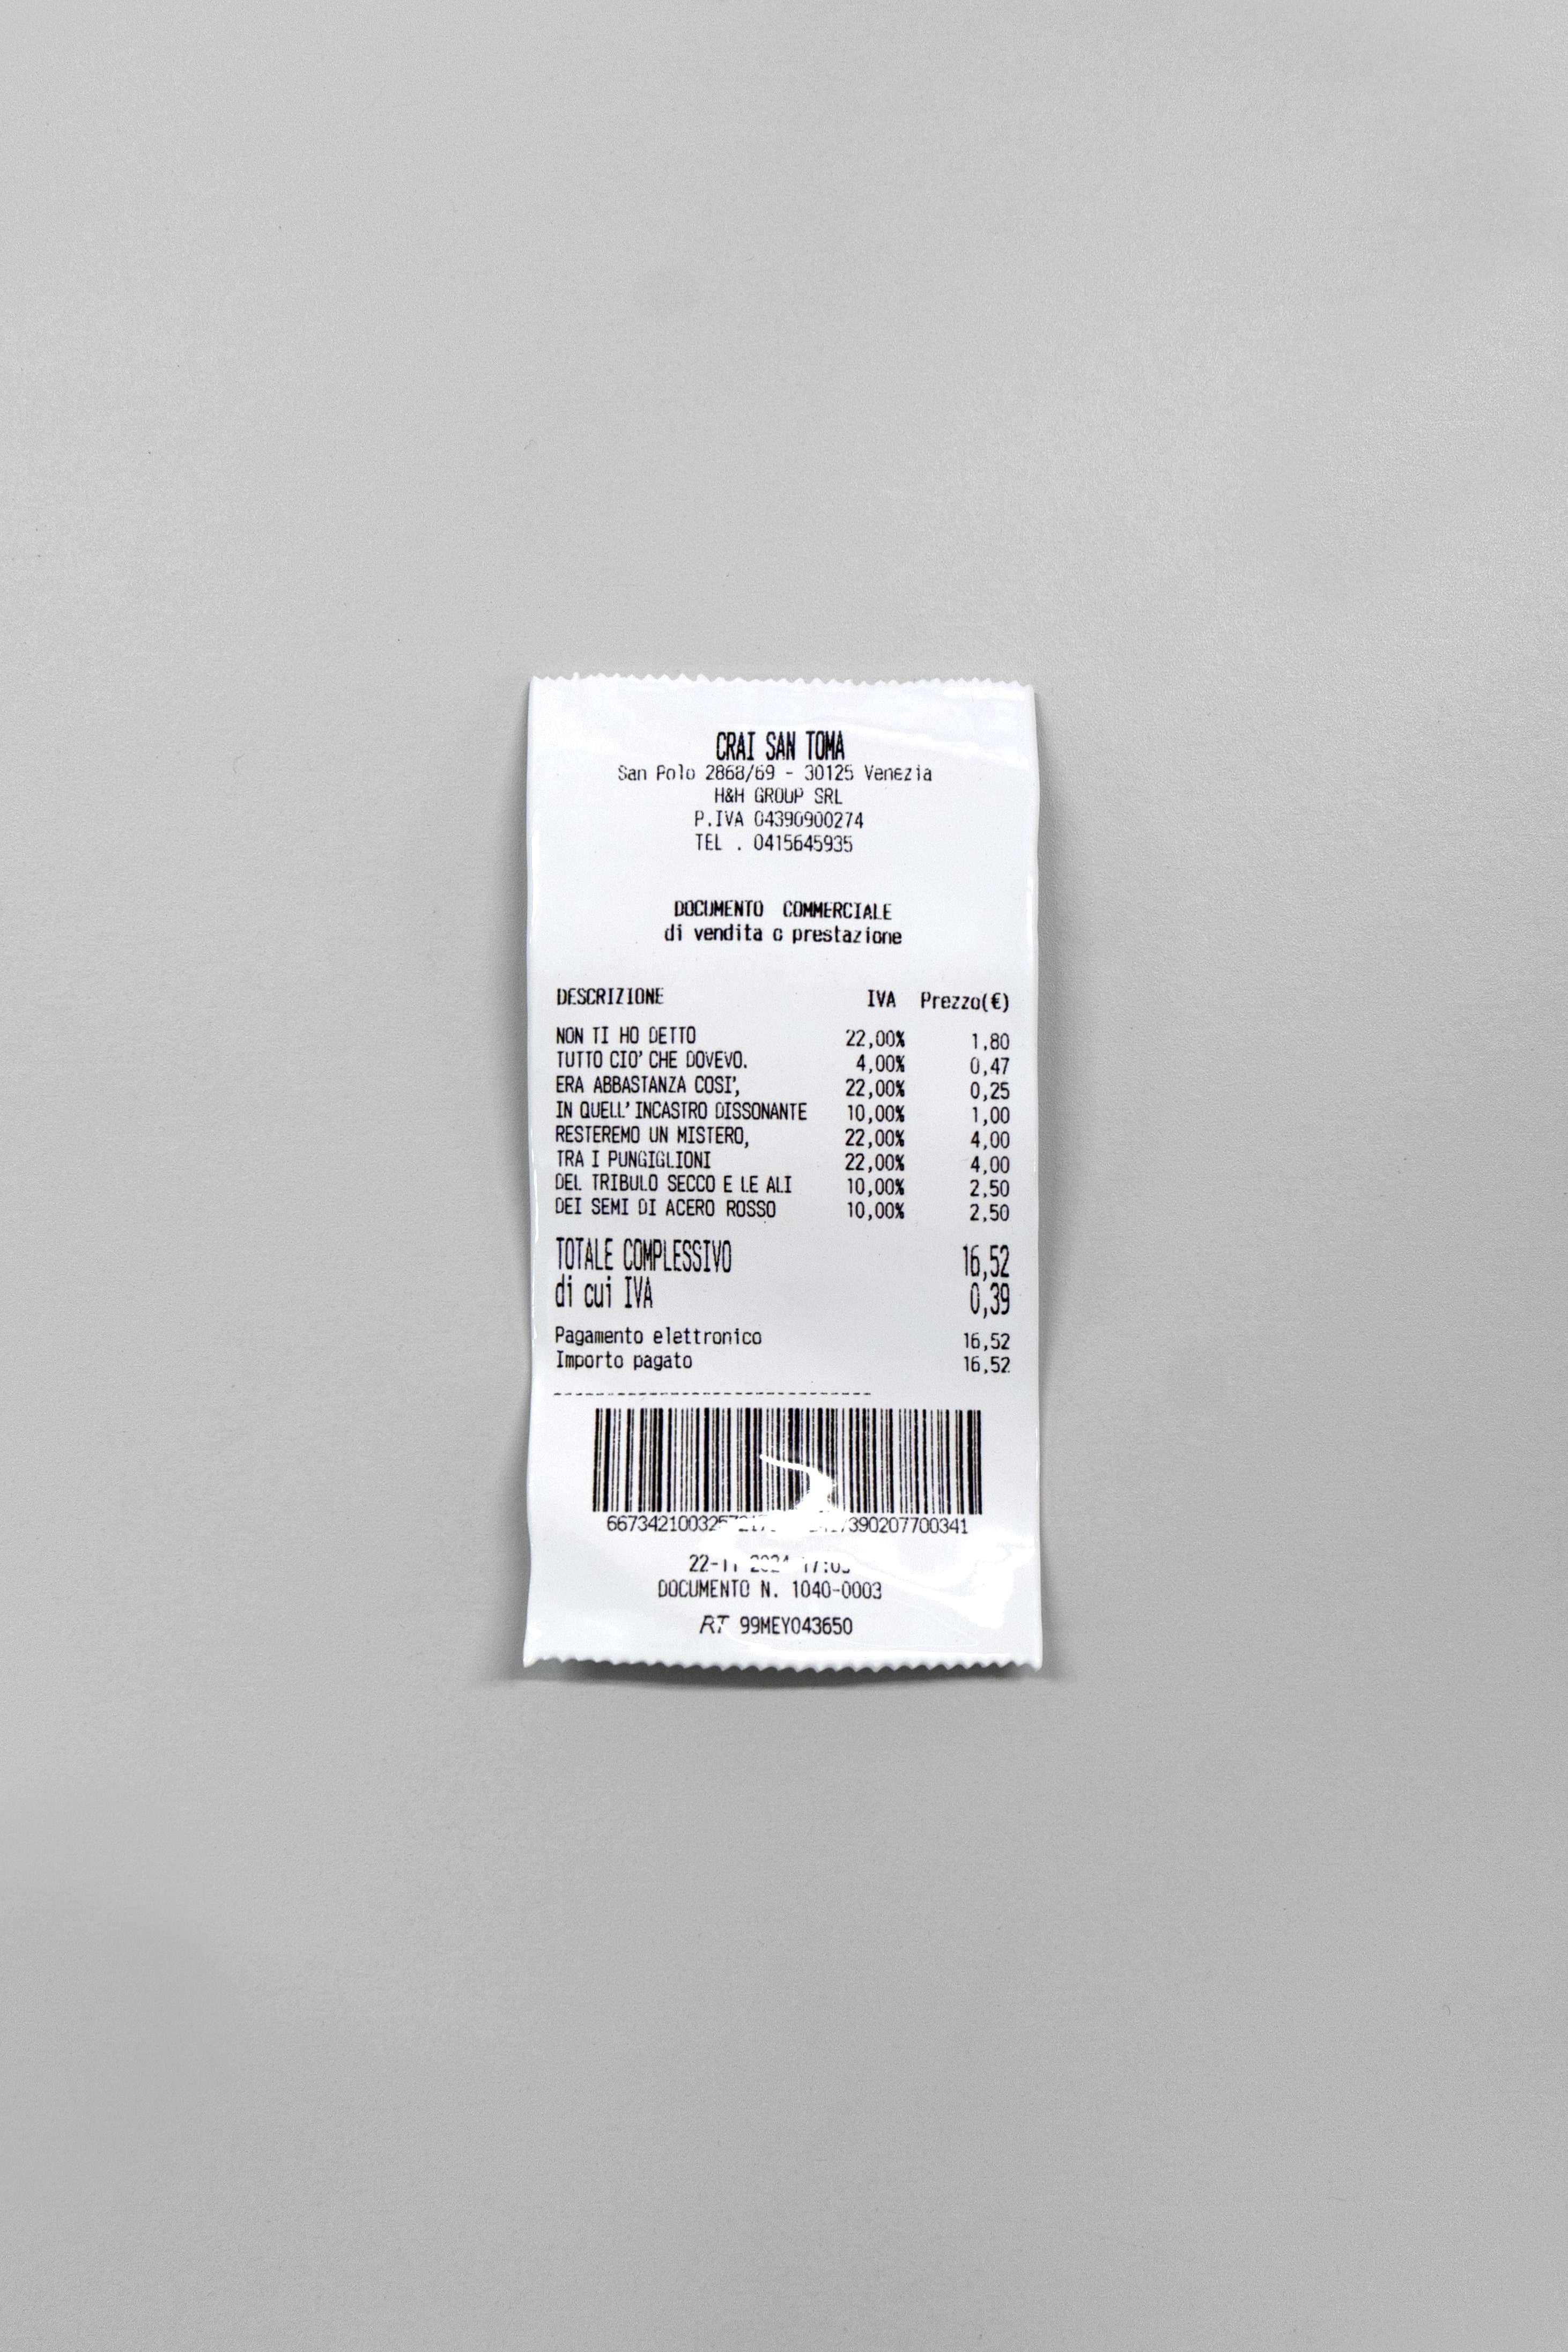 CRAI SAN TOMA
San Polo 2868/69 - 30125 Venezia
H&H GROUP SRL
P.IVA 04390900274
TEL . 0415645935
DOCUMENTO COMMERCIALE
di vendita o prestazione
DESCRIZIONE IVA Prezzo(€)
NON TI HO DETTO 22,00% 1,80
TUTTO CIO' CHE DOVEVO. 4,00% 0,47
ERA ABBASTANZA COSI', 22,00% 0,25
IN QUELL'INCASTRO DISSONANTE 10,00% 1,00
RESTEREMO UN MISTERO, 22,00% 4,00
TRA I PUNGIGLIONI 22,00% 4,00
DEL TRIBULO SECCO E LE ALI 10,00% 2,50
DEI SEMI DI ACERO ROSSO 10,00% 2,50
TOTALE COMPLESSIVO 16,52
di cui IVA 0,39
Pagamento elettronico 16,52
Importo pagato 16,52
DOCUMENTO N. 1040-0003
RT 99MEY043650